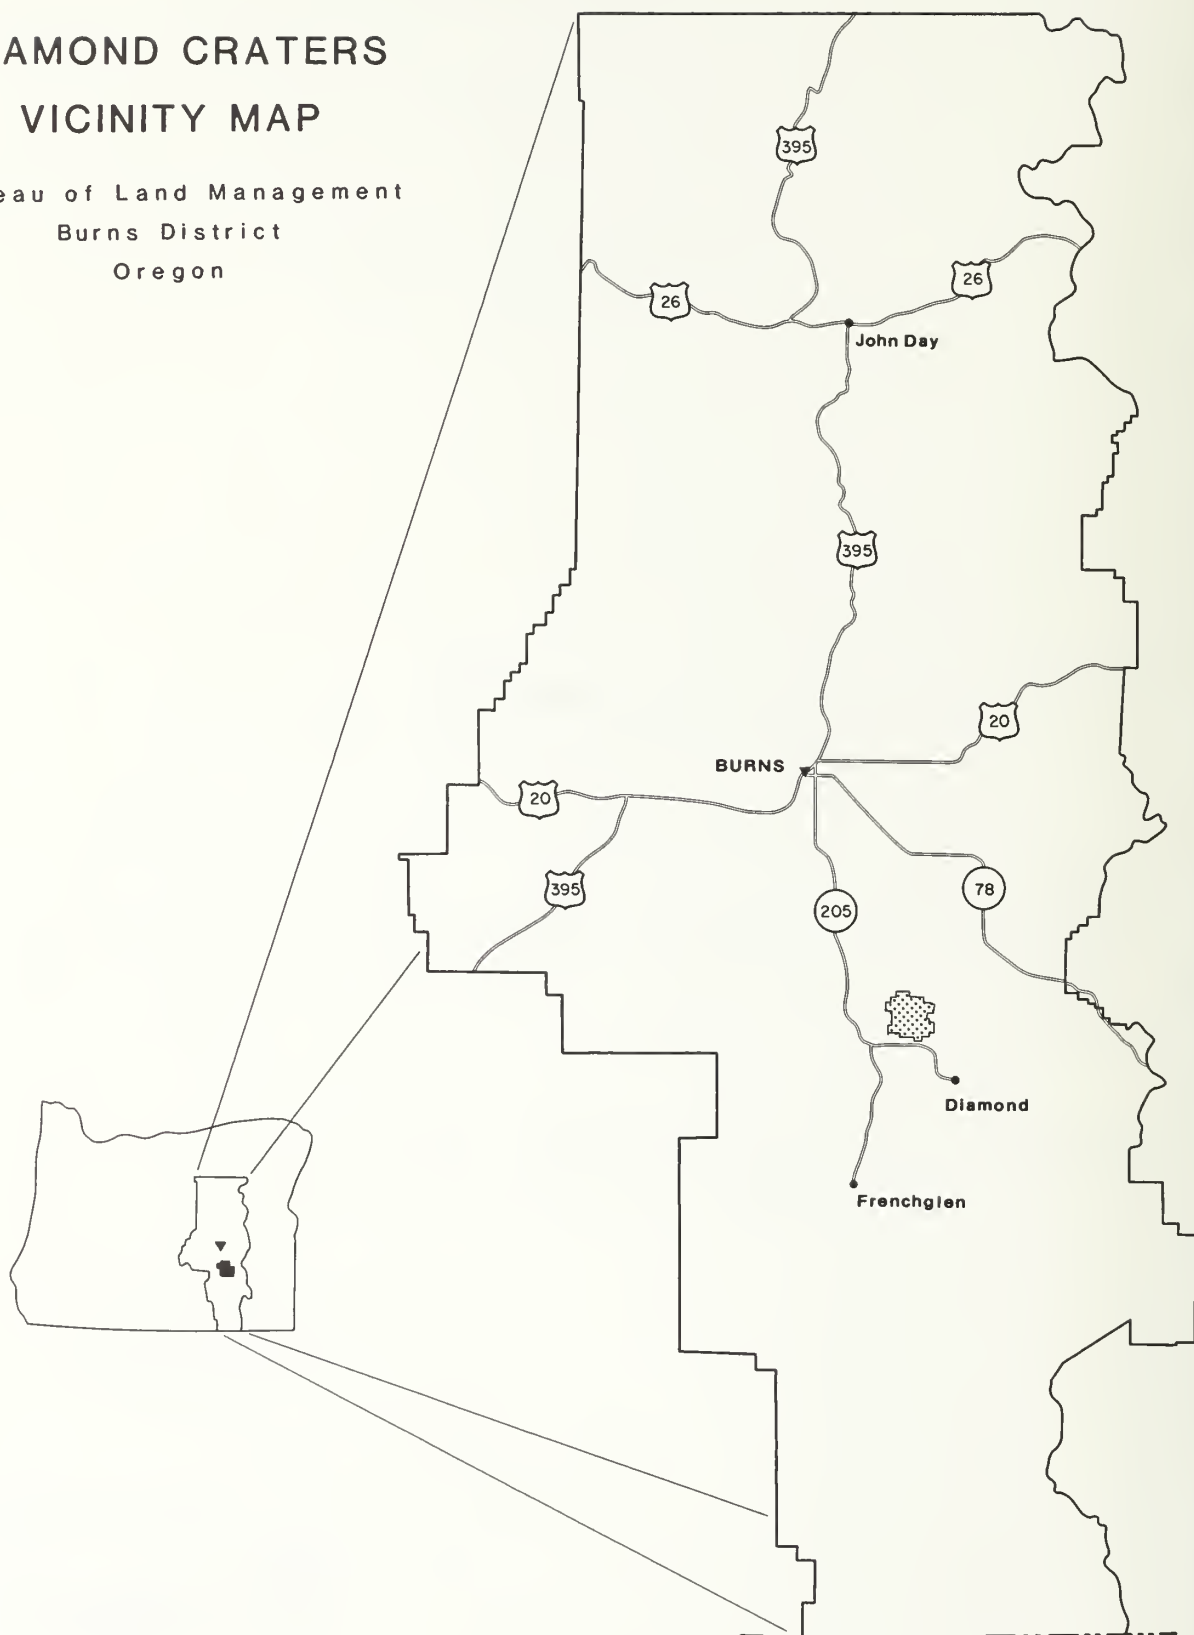 AMOND CRATERS
VICINITY MAP
eau of Land Management
Burns District
Oregon
395
26
26
John Day
395
20
BURNS
20
395
78
205
Diamond
Frenchglen